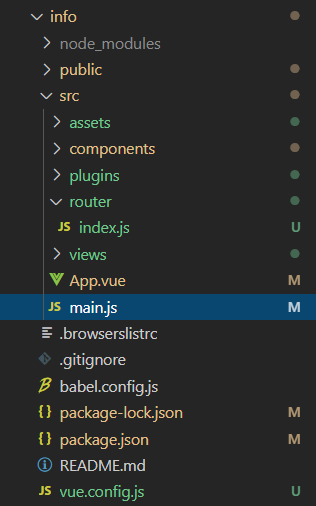 info
node_modules
public
src
assets
components
plugins
router
JS index.js U
views
App.vue M
JS main.js M
.browserslistrc
.gitignore
B babel.config.js
{ } package-lock.json M
{ } package.json M
README.md
JS vue.config.js U